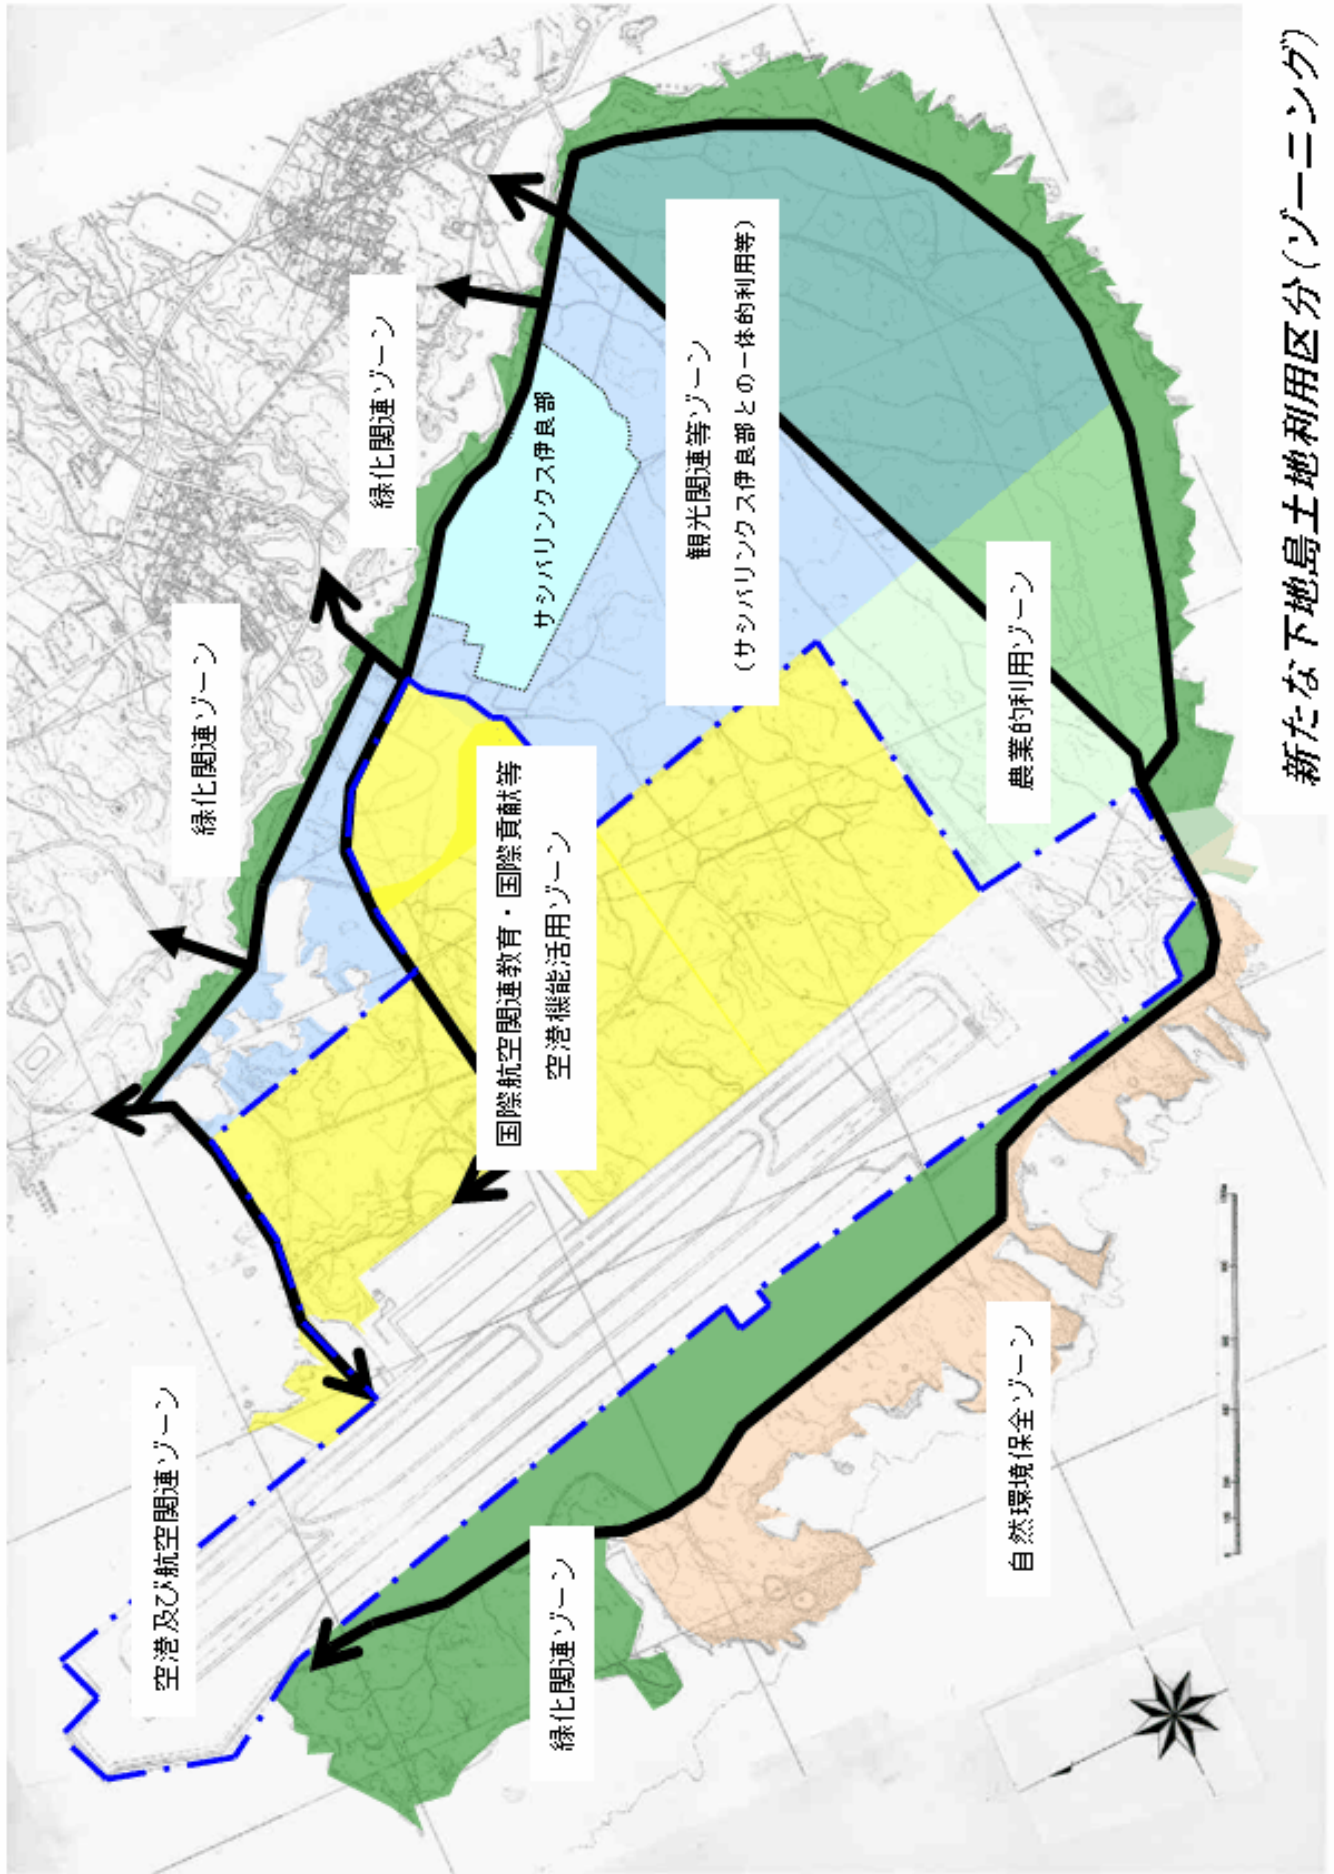 新たな下地島土地利用区分(ゾーニング)
空港及び航空関連ゾーン
緑化関連ゾーン
緑化関連ゾーン
国際航空関連教育・国際貢献等
空港機能活用ゾーン
サシバリンクス伊良部
観光関連等ゾーン
(サシバリンクス伊良部との一体的利用等)
緑化関連ゾーン
農業的利用ゾーン
自然環境保全ゾーン